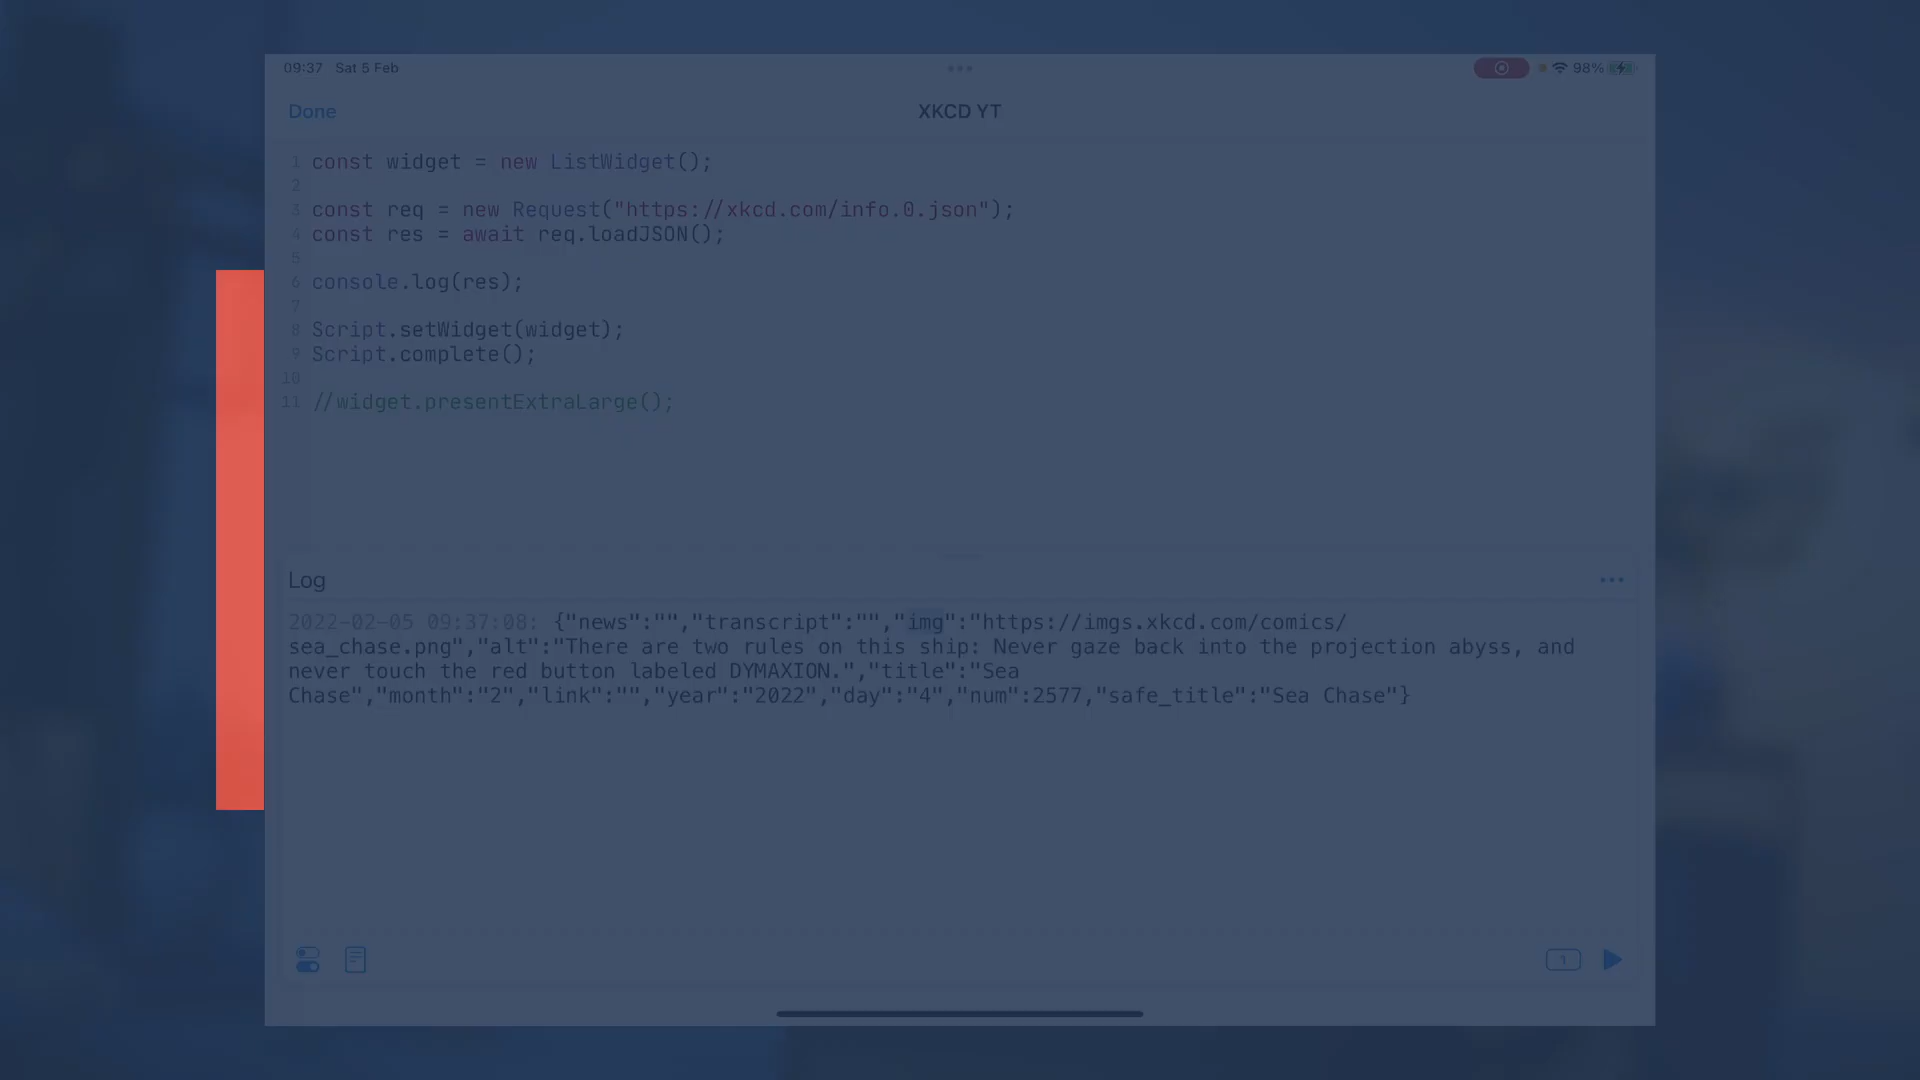 09:37 Sat 5 Feb
98%
Done
XKCD YT
1 const widget = new ListWidget();
2
3 const req = new Request("https://xkcd.com/info.0.json");
4 const res = await req.loadJSON();
5
6 console.log(res);
7
8 Script.setWidget(widget);
9 Script.complete();
10
11 //widget.presentExtraLarge();
Log
2022-02-05 09:37:08: {"news":"","transcript":"","img":"https://imgs.xkcd.com/comics/
sea_chase.png","alt":"There are two rules on this ship: Never gaze back into the projection abyss, and
never touch the red button labeled DYMAXION.","title":"Sea
Chase","month":"2","link":"","year":"2022","day":"4","num":2577,"safe_title":"Sea Chase"}
1